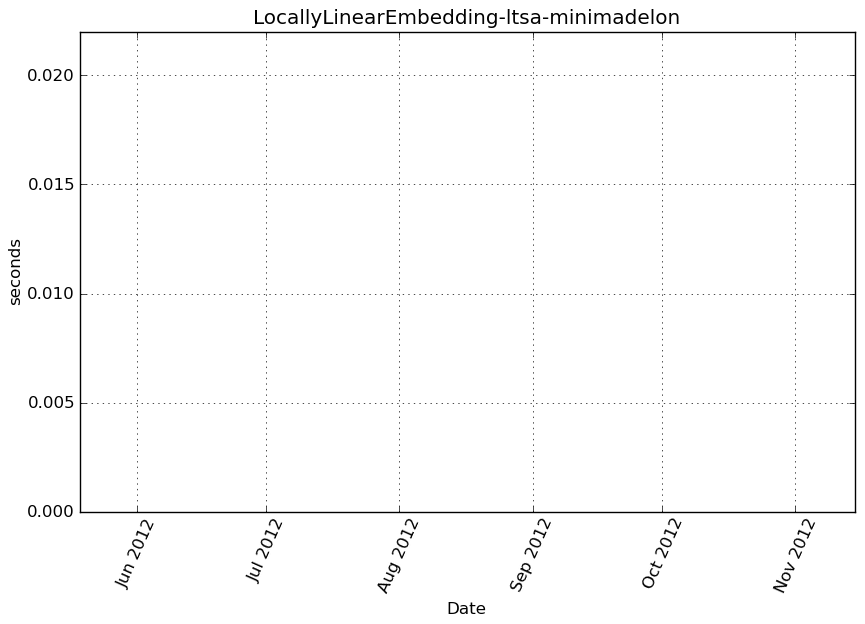 LocallyLinearEmbedding-ltsa-minimadelon
0.020
0.015
0.010
0.005
0.000
seconds
Jun 2012
Jul 2012
Aug 2012
Sep 2012
Oct 2012
Nov 2012
Date